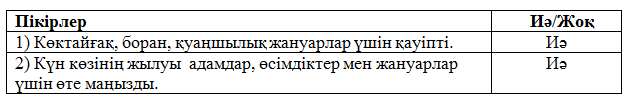 Пікірлер Иә/Жоқ
1) Көктайғақ, боран, қуаңшылық жануарлар үшін қауіпті. Иә
2) Күн көзінің жылуы адамдар, өсімдіктер мен жануарлар Иә
үшін өте маңызды.